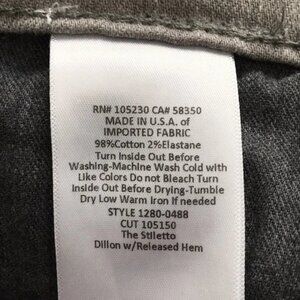 RN# 105230 CA# 58350
MADE IN U.S.A. of
IMPORTED FABRIC
98%Cotton 2%Elastane
Turn Inside Out Before
Washing-Machine Wash Cold with
Like Colors Do not Bleach Turn
Inside Out Before Drying-Tumble
Dry Low Warm Iron If needed
STYLE 1280-0488
CUT 105150
The Stiletto
Dillon w/Released Hem